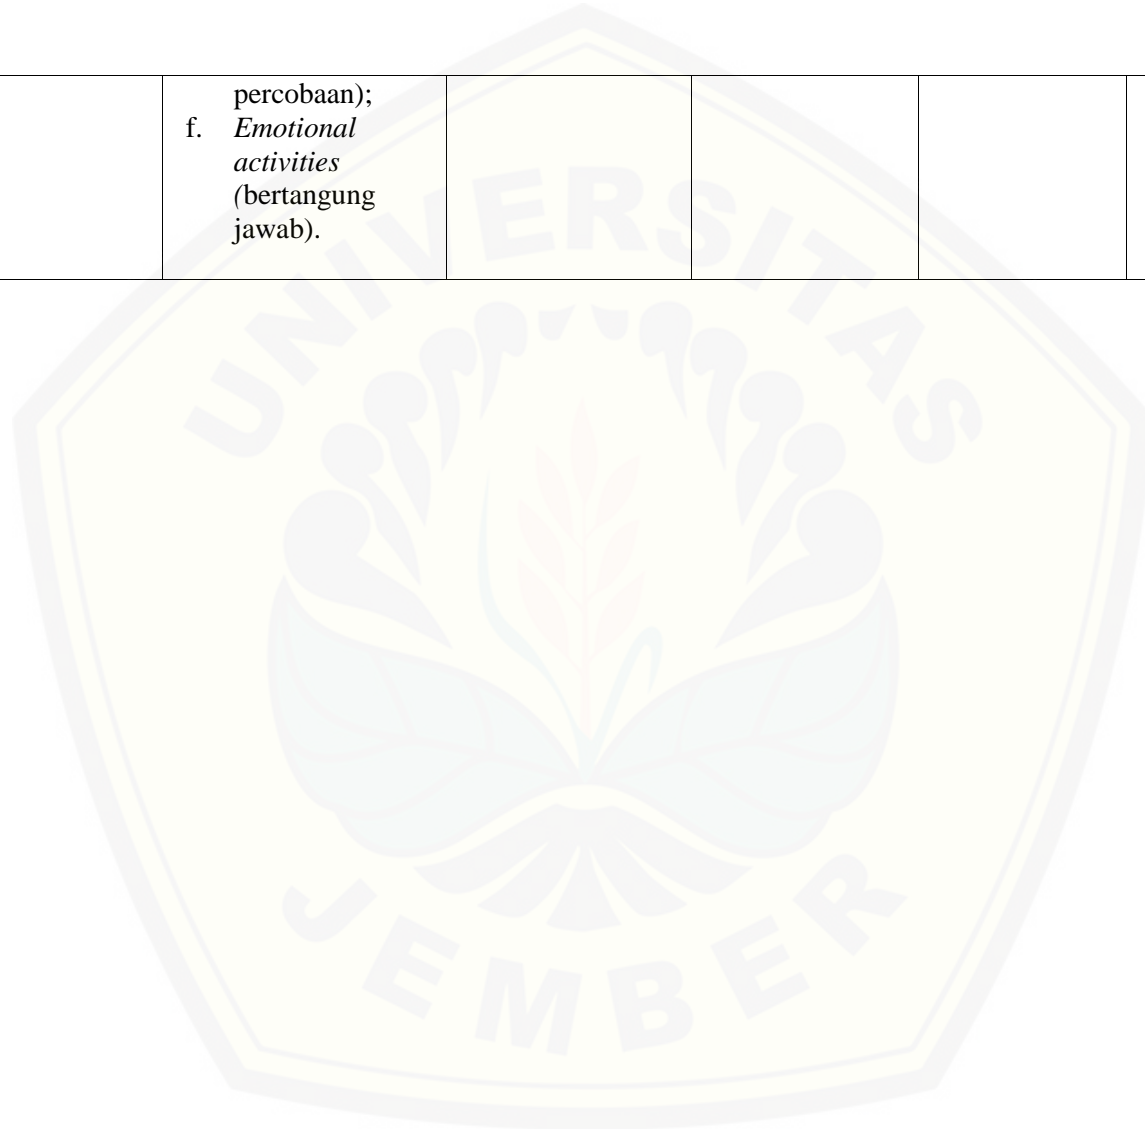 percobaan);
f. Emotional
activities
(bertangung
jawab).
UNIVERSITAS
JEMBER